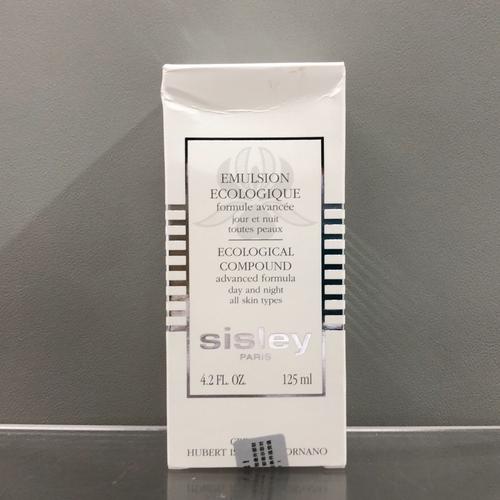 EMULSION
ECOLOGIQUE
formule avancée
jour et nuit
toutes peaux
ECOLOGICAL
COMPOUND
advanced formula
day and night
all skin types
sisley
PARIS
4.2 FL. OZ. 125 ml
HUBERT